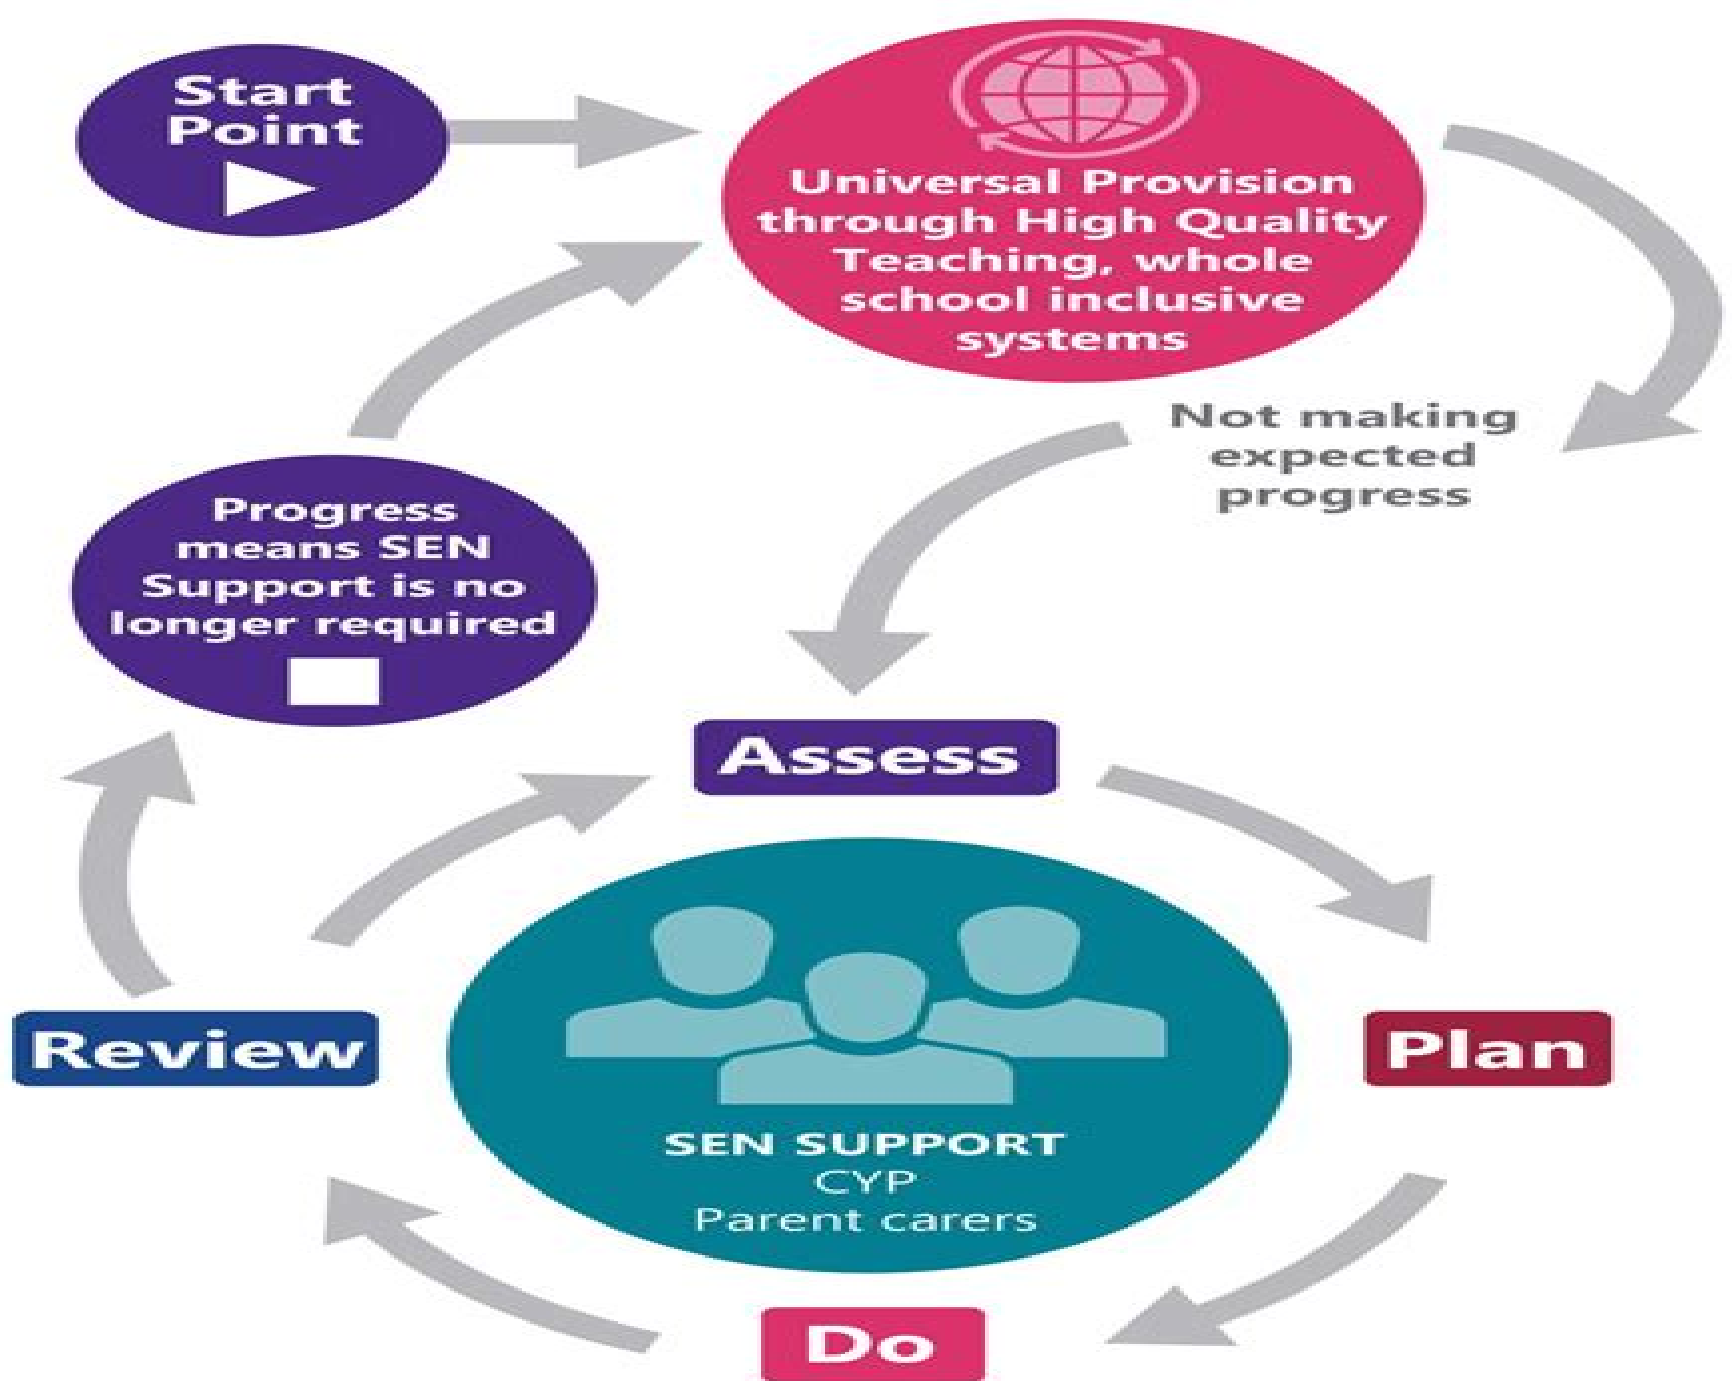 Start
Point
Universal Provision
through High Quality
Teaching, whole
school inclusive
systems
Not making
expected
progress
Progress
means SEN
Support is no
longer required
Assess
Review
Plan
SEN SUPPORT
CYP
Parent carers
Do